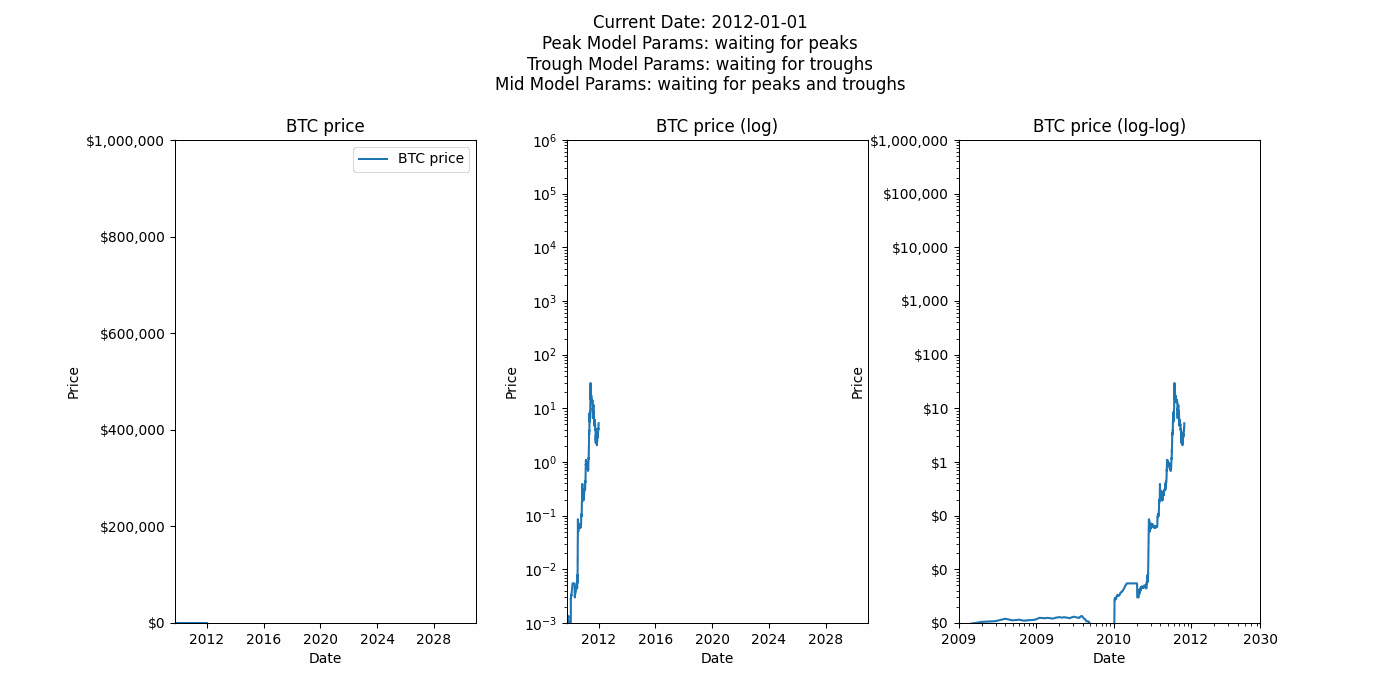 Current Date: 2012-01-01
Peak Model Params: waiting for peaks
Trough Model Params: waiting for troughs
Mid Model Params: waiting for peaks and troughs
BTC price
$1,000,000
$800,000
$600,000
$400,000
$200,000
$0
Price
BTC price
2012 2016 2020 2024 2028
Date
BTC price (log)
10⁶
10⁵
10⁴
10³
10²
10¹
10⁰
10⁻¹
10⁻²
10⁻³
Price
2012 2016 2020 2024 2028
Date
BTC price (log-log)
$1,000,000
$100,000
$10,000
$1,000
$100
$10
$1
$0
$0
$0
Price
2009 2009 2010 2012 2030
Date